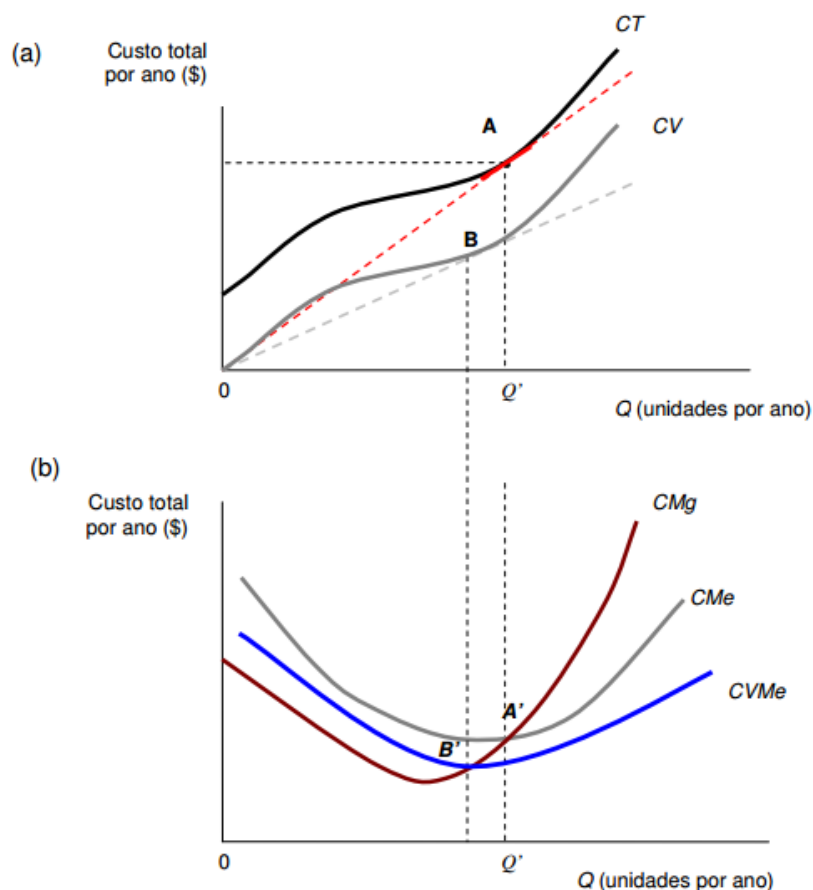 (a)
Custo total
por ano ($)
CT
A
CV
B
0
Q’
Q (unidades por ano)
(b)
Custo total
por ano ($)
CMg
CMe
A’
CVMe
B’
0
Q’
Q (unidades por ano)